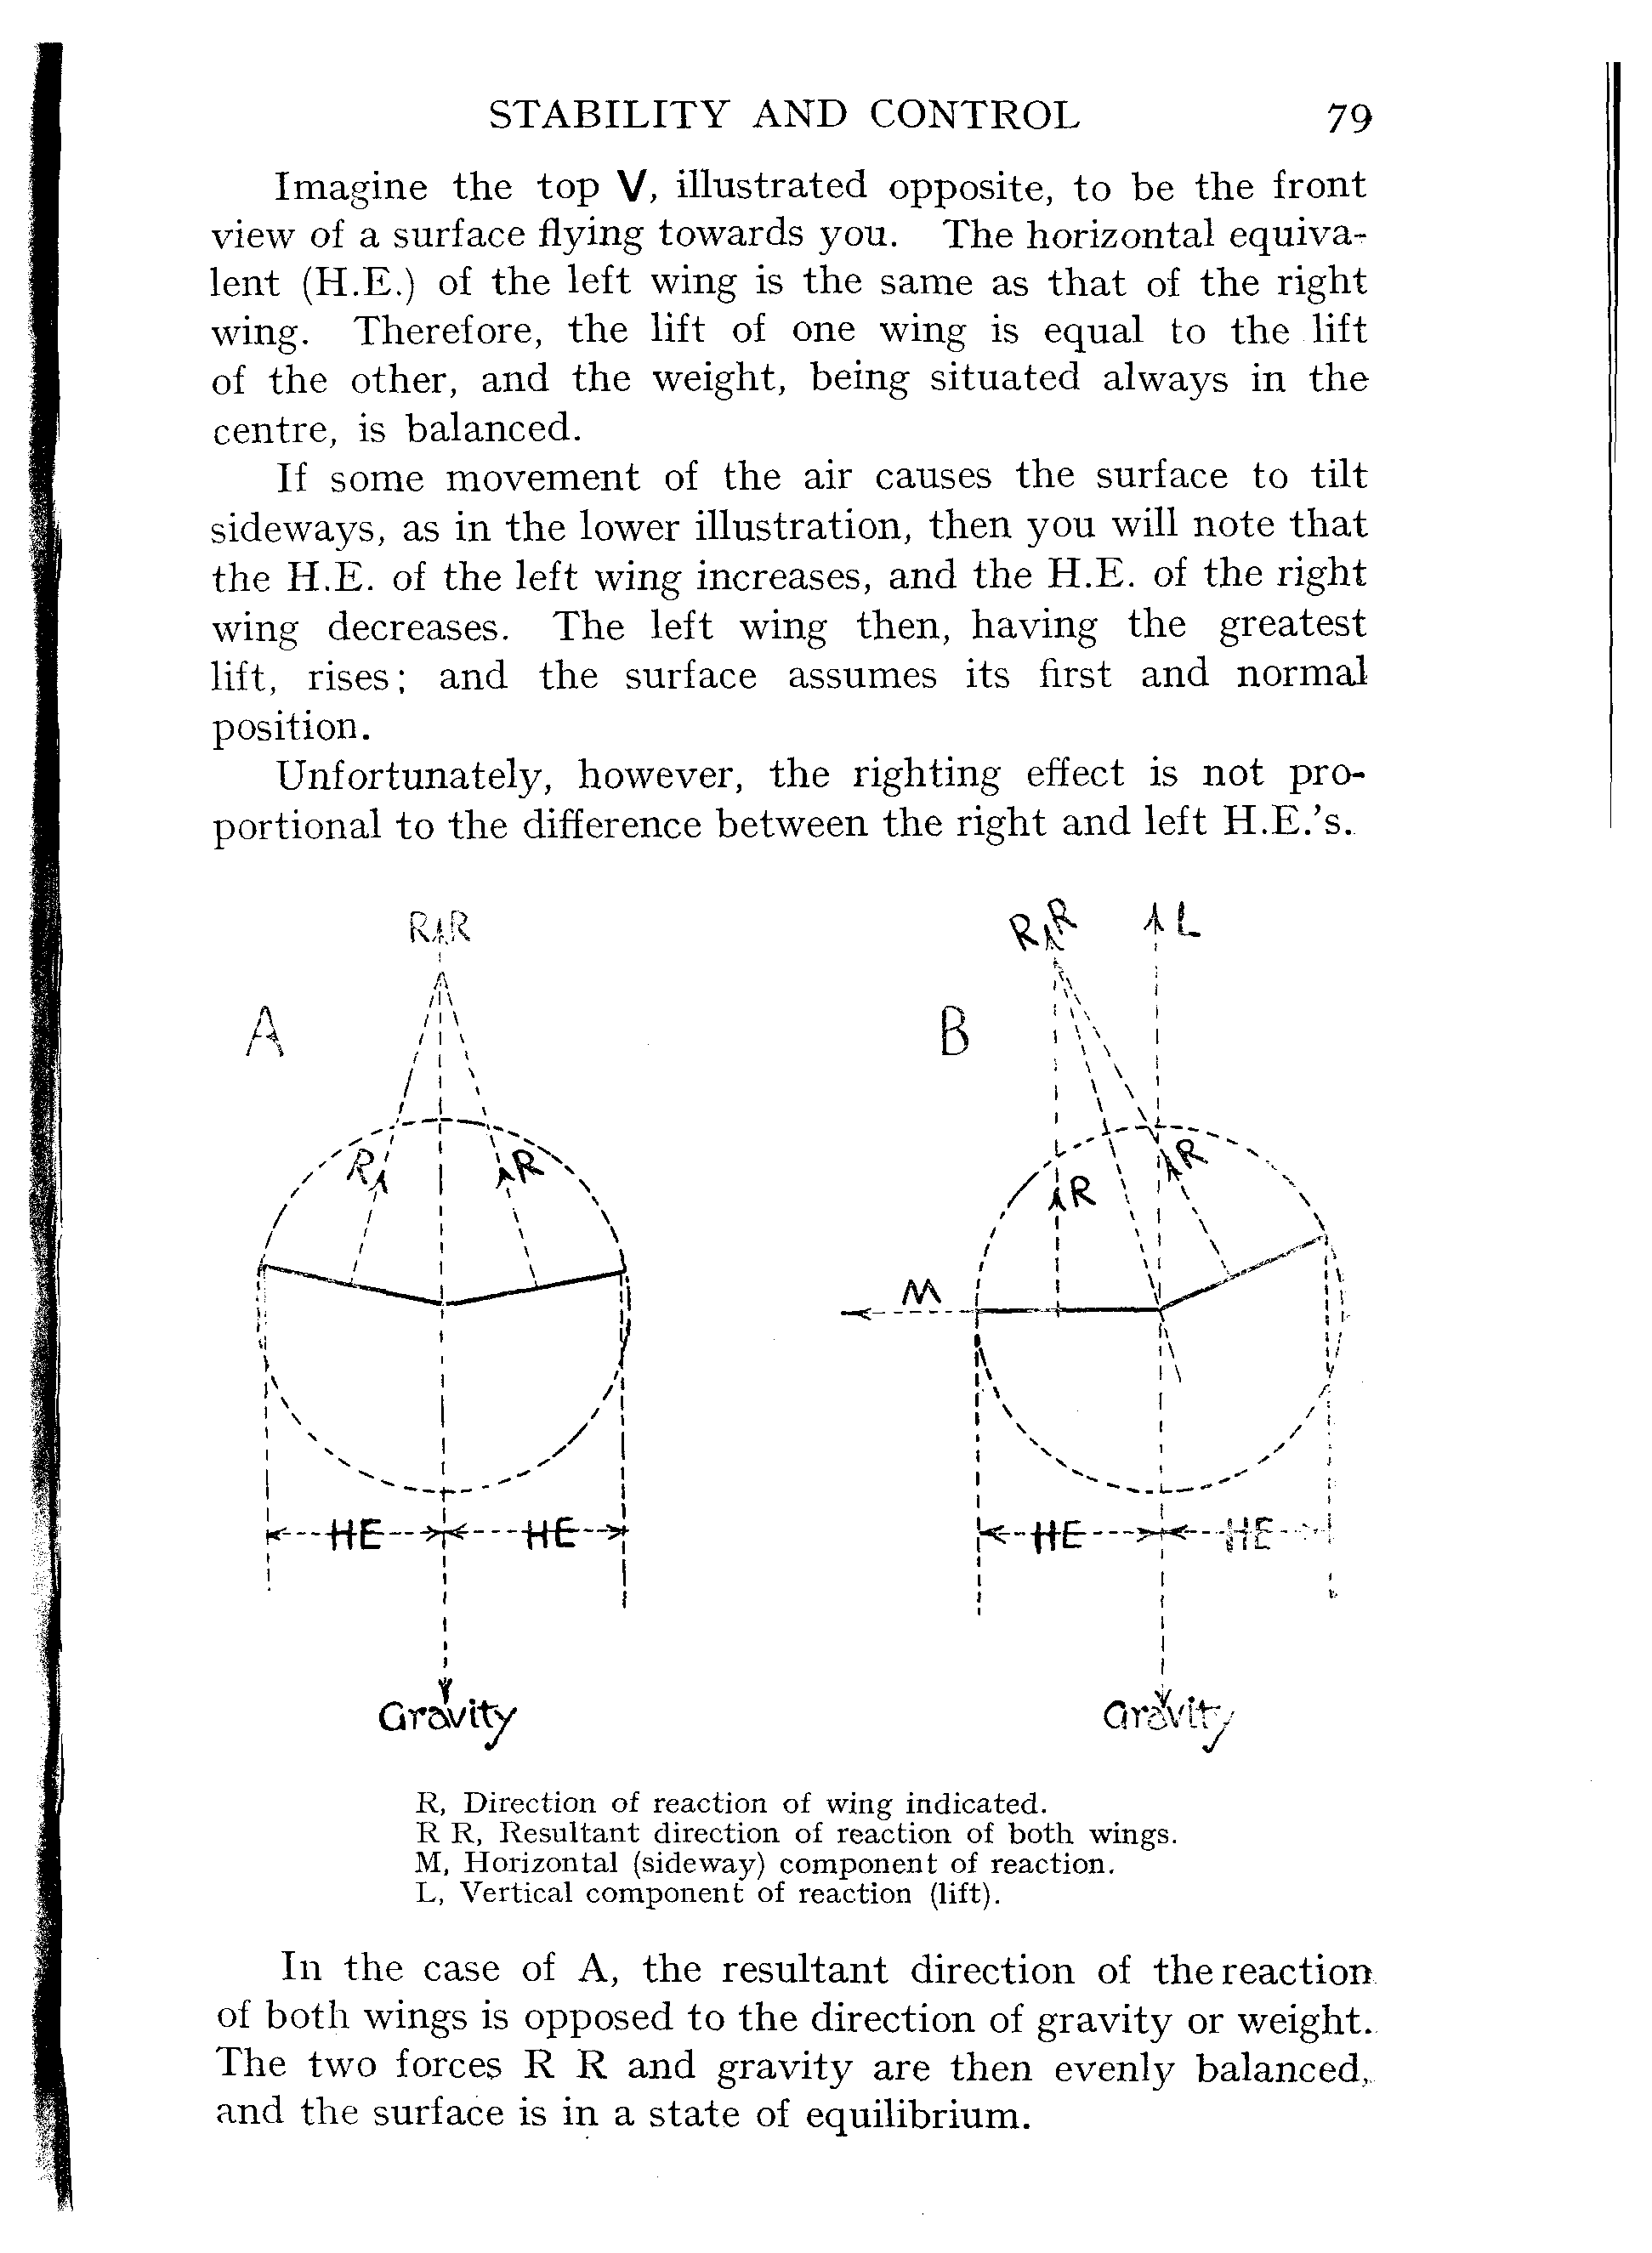 STABILITY AND CONTROL 79
Imagine the top V, illustrated opposite, to be the front
view of a surface flying towards you. The horizontal equiva-
lent (H.E.) of the left wing is the same as that of the right
wing. Therefore, the lift of one wing is equal to the lift
of the other, and the weight, being situated always in the
centre, is balanced.
If some movement of the air causes the surface to tilt
sideways, as in the lower illustration, then you will note that
the H.E. of the left wing increases, and the H.E. of the right
wing decreases. The left wing then, having the greatest
lift, rises; and the surface assumes its first and normal
position.
Unfortunately, however, the righting effect is not pro-
portional to the difference between the right and left H.E.'s.
R R
A
R R
HE HE
Gravity
R R L
B
R
R
M
HE HE
Gravity
R, Direction of reaction of wing indicated.
R R, Resultant direction of reaction of both wings.
M, Horizontal (sideway) component of reaction.
L, Vertical component of reaction (lift).
In the case of A, the resultant direction of the reaction
of both wings is opposed to the direction of gravity or weight.
The two forces R R and gravity are then evenly balanced,
and the surface is in a state of equilibrium.